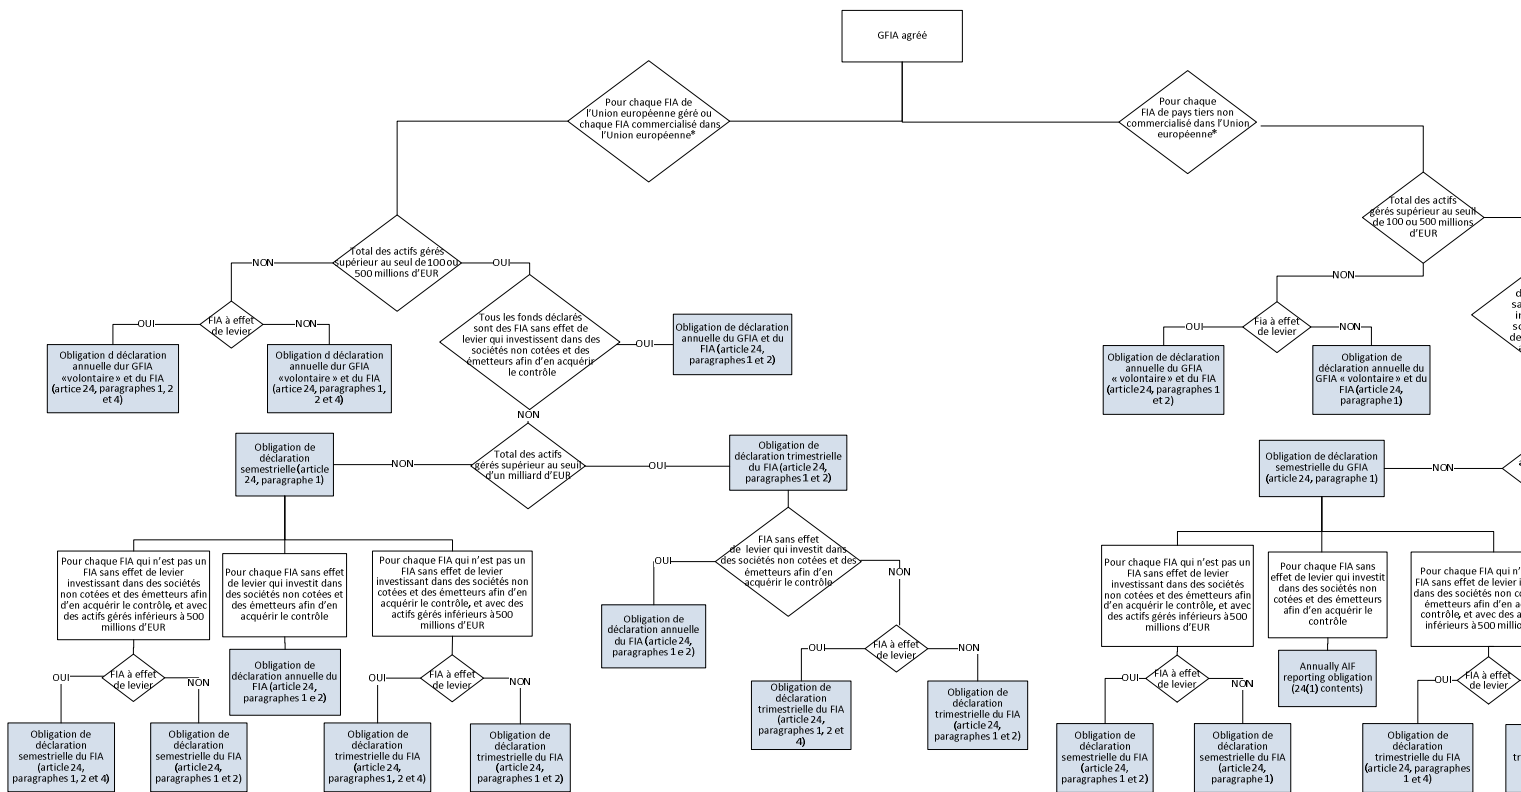 GFIA agréé
Pour chaque FIA de
l'Union européenne géré ou
chaque FIA commercialisé dans
l'Union européenne*
Pour chaque
FIA de pays tiers non
commercialisé dans l'Union
européenne*
Total des actifs gérés
supérieur au seul de 100 ou
500 millions d'EUR
NON
OUI
FIA à effet
de levier
OUI
NON
Obligation d déclaration
annuelle dur GFIA
«volontaire » et du FIA
(artice 24, paragraphes 1, 2
et 4)
Obligation d déclaration
annuelle dur GFIA
«volontaire » et du FIA
(artice 24, paragraphes 1,
2 et 4)
Tous les fonds déclarés
sont des FIA sans effet de
levier qui investissent dans des
sociétés non cotées et des
émetteurs afin d'en acquérir
le contrôle
OUI
Obligation de déclaration
annuelle du GFIA et du
FIA (article 24,
paragraphes 1 et 2)
NON
Total des actifs
gérés supérieur au seuil
d'un milliard d'EUR
NON
OUI
Obligation de
déclaration
semestrielle (article
24, paragraphe 1)
Obligation de
déclaration trimestrielle
du FIA (article 24,
paragraphes 1 et 2)
Pour chaque FIA qui n'est pas un
FIA sans effet de levier
investissant dans des sociétés
non cotées et des émetteurs afin
d'en acquérir le contrôle, et avec
des actifs gérés inférieurs à 500
millions d'EUR
Pour chaque FIA sans effet
de levier qui investit dans
des sociétés non cotées et
des émetteurs afin d'en
acquérir le contrôle
Pour chaque FIA qui n'est pas un
FIA sans effet de levier
investissant dans des sociétés non
cotées et des émetteurs afin d'en
acquérir le contrôle, et avec des
actifs gérés inférieurs à 500
millions d'EUR
FIA à effet
de levier
OUI
NON
Obligation de
déclaration annuelle du
FIA (article 24,
paragraphes 1 e 2)
FIA à effet
de levier
OUI
NON
Obligation de
déclaration
semestrielle du FIA
(article 24,
paragraphes 1, 2 et 4)
Obligation de
déclaration
semestrielle du FIA
(article 24,
paragraphes 1 et 2)
Obligation de
déclaration
trimestrielle du FIA
(article 24,
paragraphes 1, 2 et 4)
Obligation de
déclaration
trimestrielle du FIA
(article 24,
paragraphes 1 et 2)
FIA sans effet
de levier qui investit dans
des sociétés non cotées et des
émetteurs afin d'en
acquérir le contrôle
OUI
NON
Obligation de
déclaration annuelle
du FIA (article 24,
paragraphes 1 e 2)
FIA à effet
de levier
OUI
NON
Obligation de
déclaration
trimestrielle du FIA
(article 24,
paragraphes 1, 2 et
4)
Obligation de
déclaration
trimestrielle du FIA
(article 24,
paragraphes 1 et 2)
Total des actifs
gérés supérieur au seuil
de 100 ou 500 millions
d'EUR
NON
Fia à effet
de levier
OUI
NON
Obligation de déclaration
annuelle du GFIA
« volontaire » et du FIA
(article 24, paragraphes 1
et 2)
Obligation de
déclaration annuelle du
GFIA « volontaire » et du
FIA (article 24,
paragraphe 1)
Obligation de déclaration
semestrielle du GFIA
(article 24, paragraphe 1)
NON
Pour chaque FIA qui n'est pas un
FIA sans effet de levier
investissant dans des sociétés
non cotées et des émetteurs afin
d'en acquérir le contrôle, et avec
des actifs gérés inférieurs à 500
millions d'EUR
Pour chaque FIA sans
effet de levier qui investit
dans des sociétés non
cotées et des émetteurs
afin d'en acquérir le
contrôle
Pour chaque FIA qui n'
FIA sans effet de levier i
dans des sociétés non co
émetteurs afin d'en a
contrôle, et avec des a
inférieurs à 500 millio
FIA à effet
de levier
OUI
NON
Annually AIF
reporting obligation
(24(1) contents)
FIA à effet
de levier
OUI
Obligation de
déclaration
semestrielle du FIA
(article 24,
paragraphes 1 et 2)
Obligation de
déclaration
semestrielle du FIA
(article 24,
paragraphe 1)
Obligation de
déclaration
trimestrielle du FIA
(article 24, paragraphes
1 et 4)